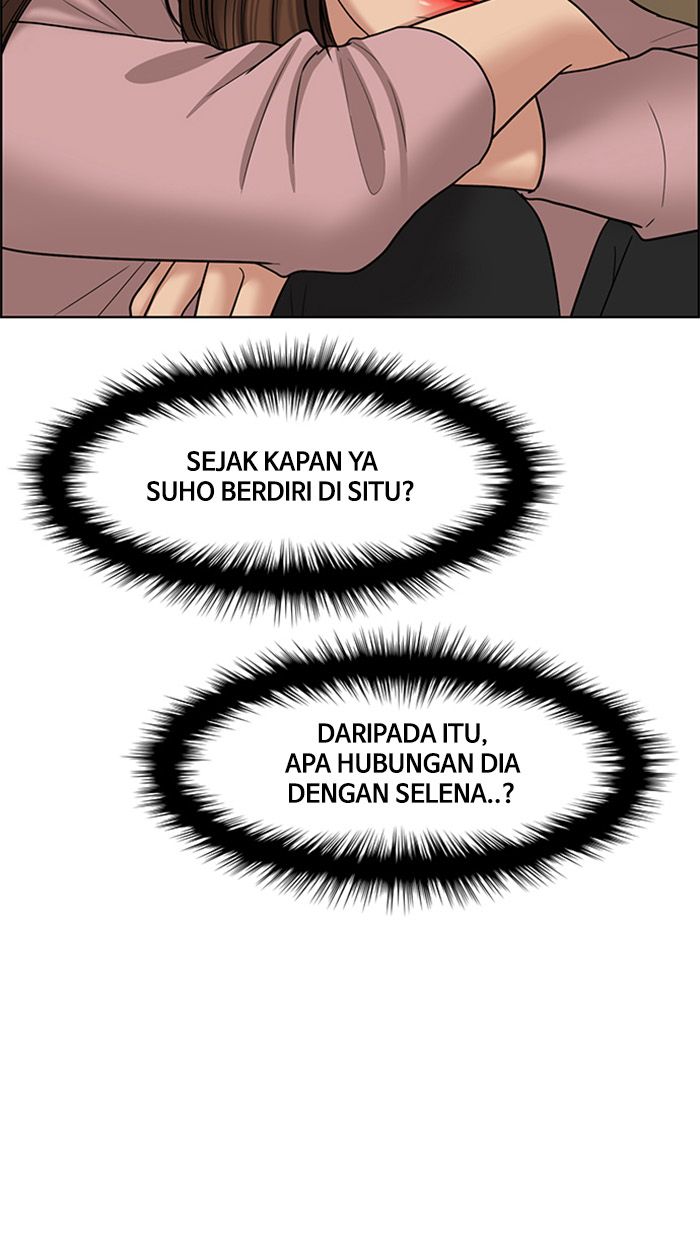 SEJAK KAPAN YA
SUHO BERDIRI DI SITU?
DARIPADA ITU,
APA HUBUNGAN DIA
DENGAN SELENA..?